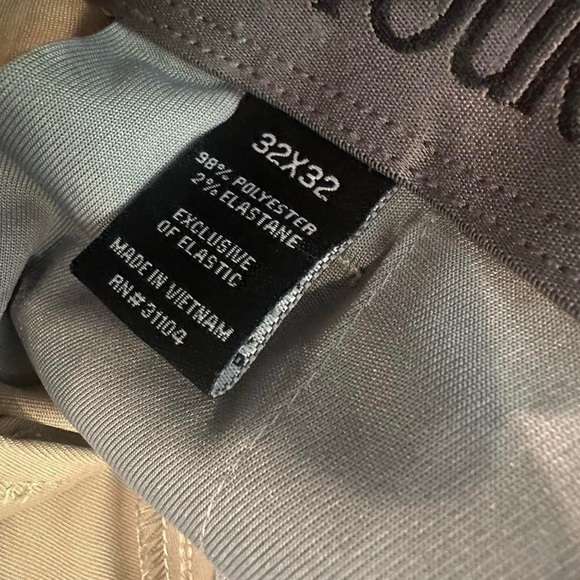 32X32
98% POLYESTER
2% ELASTANE
EXCLUSIVE
OF ELASTIC
MADE IN VIETNAM
RN# 31104